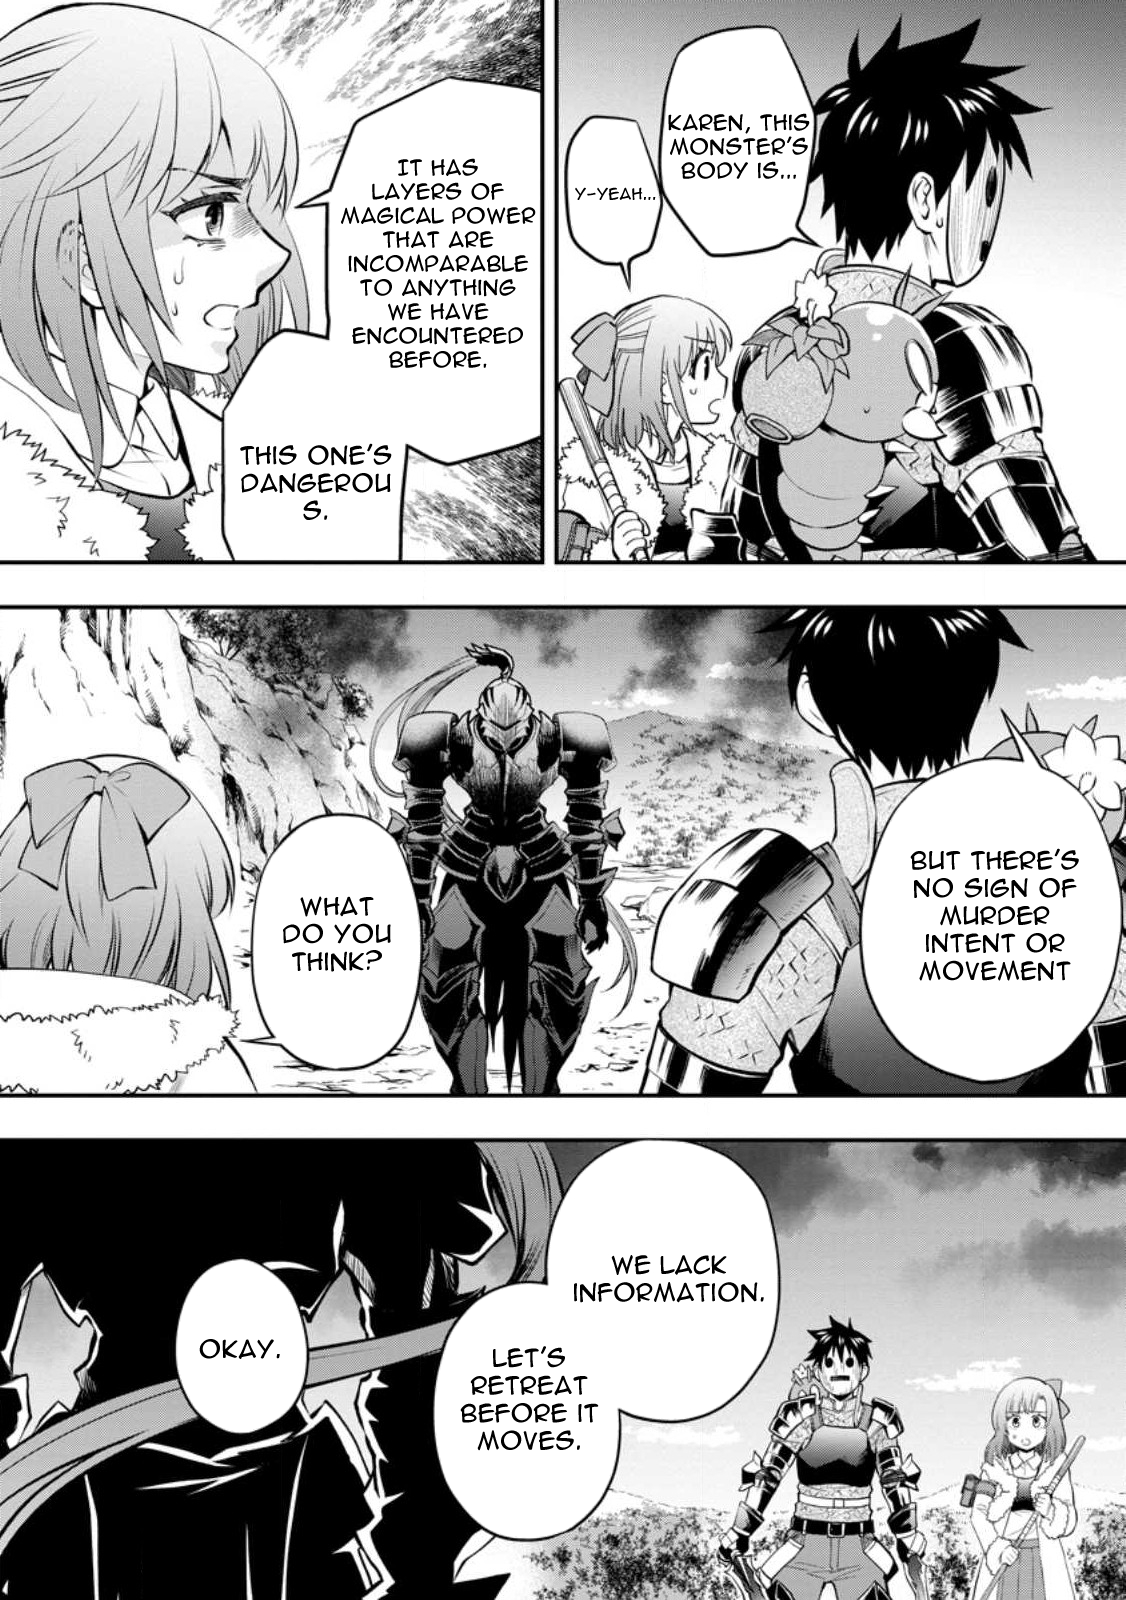 KAREN, THIS
MONSTER'S
BODY IS...
Y-YEAH...
IT HAS
LAYERS OF
MAGICAL POWER
THAT ARE
INCOMPARABLE
TO ANYTHING
WE HAVE
ENCOUNTERED
BEFORE.
THIS ONE'S
DANGEROU
S.
BUT THERE'S
NO SIGN OF
MURDER
INTENT OR
MOVEMENT
WHAT
DO YOU
THINK?
WE LACK
INFORMATION.
LET'S
RETREAT
BEFORE IT
MOVES.
OKAY.